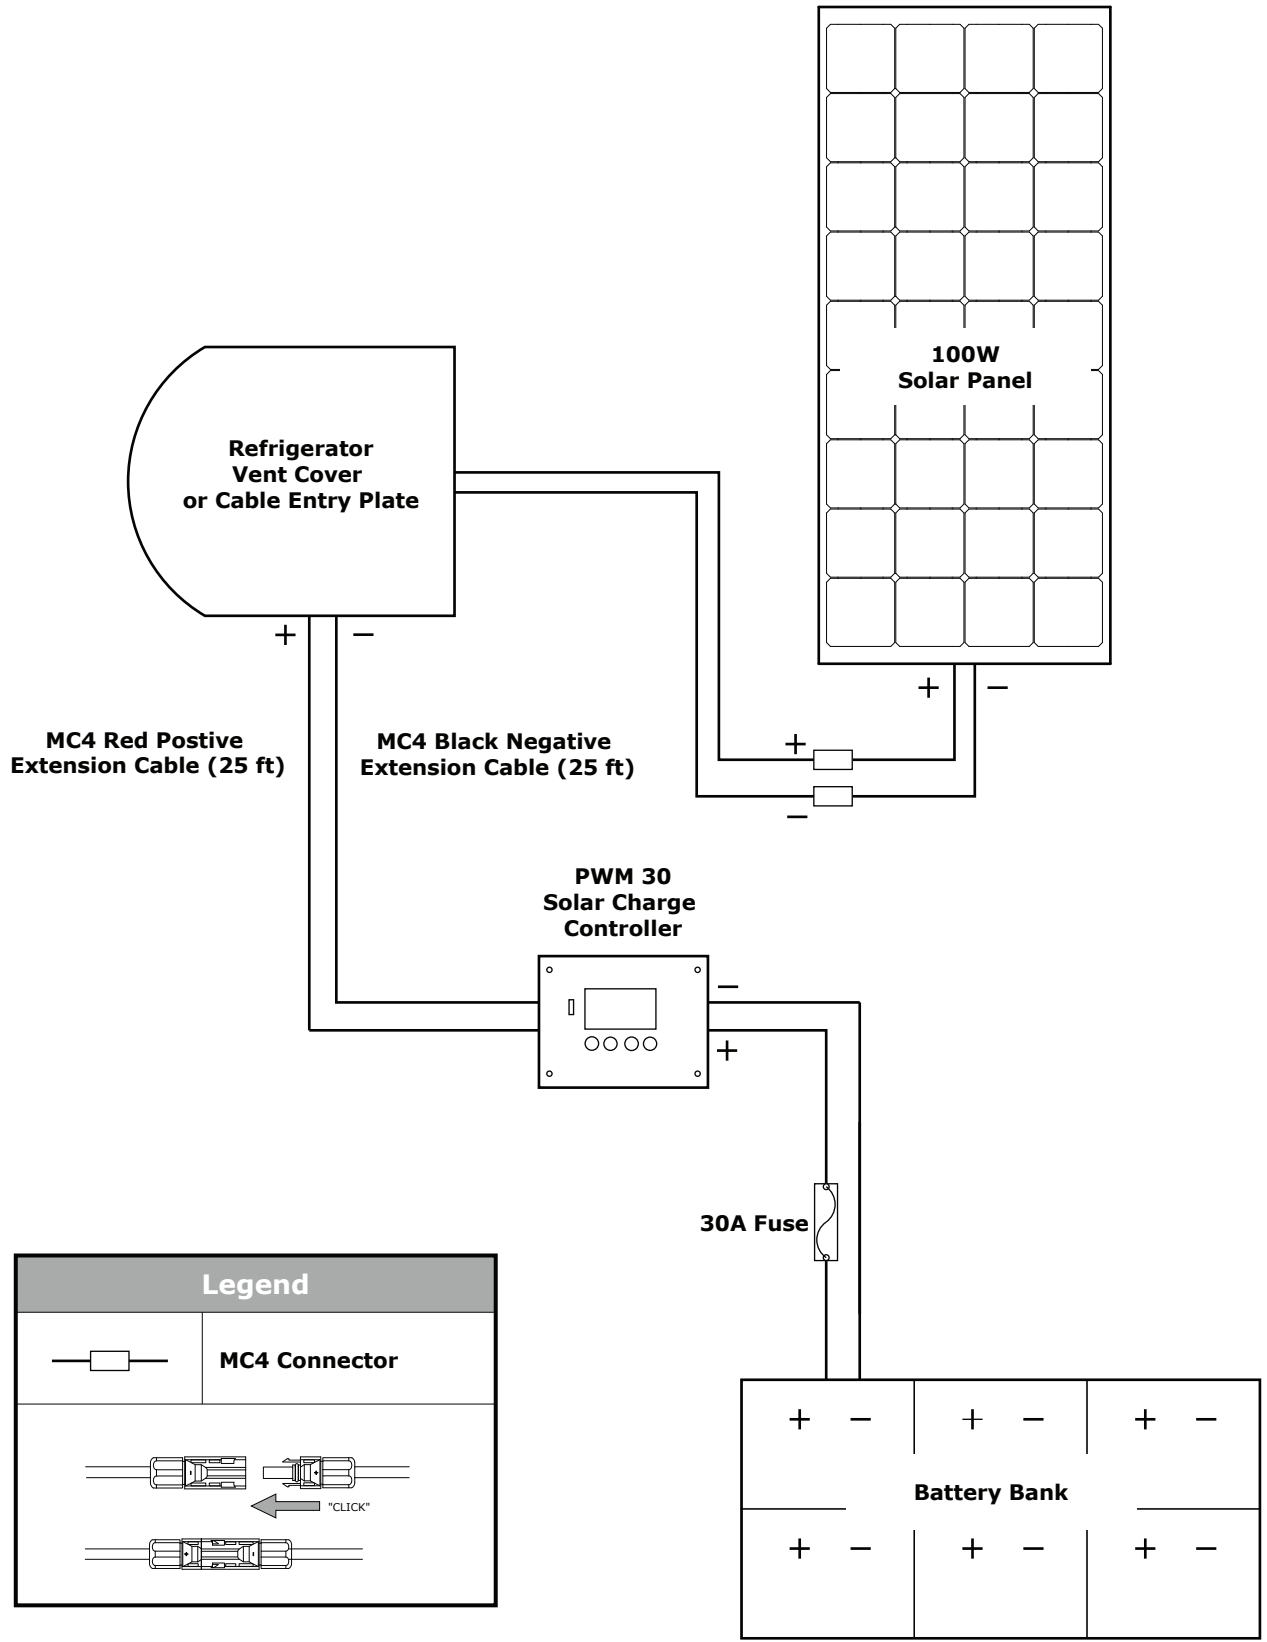 100W
Solar Panel
Refrigerator
Vent Cover
or Cable Entry Plate
+ −
+ −
MC4 Red Postive
Extension Cable (25 ft)
MC4 Black Negative
Extension Cable (25 ft)
+
−
PWM 30
Solar Charge
Controller
−
+
30A Fuse
Legend
MC4 Connector
- +
"CLICK"
+ -
+ − + − + −
Battery Bank
+ − + − + −